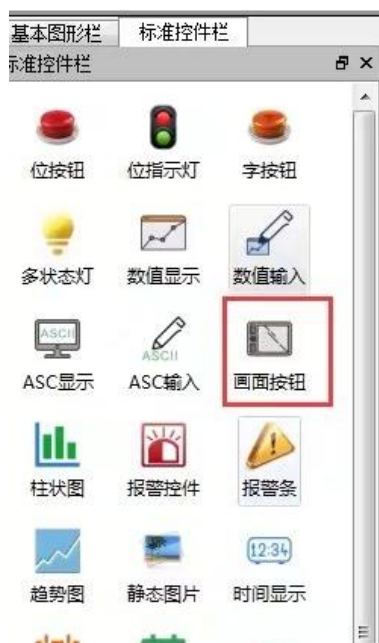 基本图形栏 标准控件栏
标准控件栏
位按钮 位指示灯 字按钮
多状态灯 数值显示 数值输入
ASCII
ASCII
ASC显示 ASC输入 画面按钮
柱状图 报警控件 报警条
12:34
趋势图 静态图片 时间显示